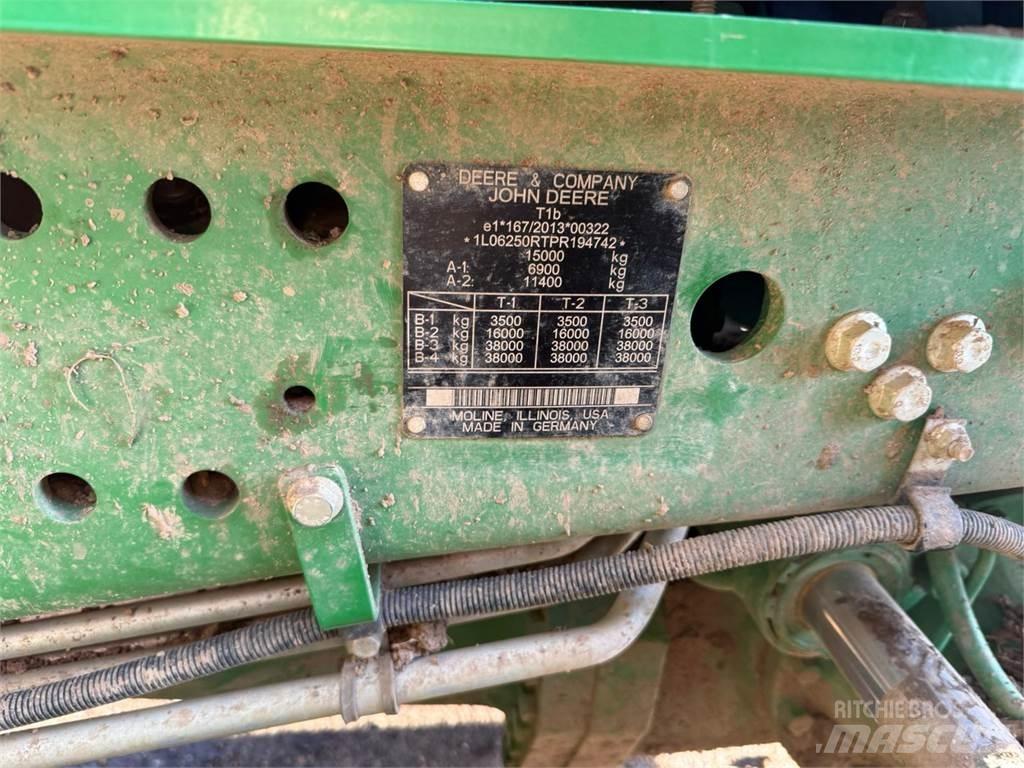 DEERE & COMPANY
JOHN DEERE
T1b
e1*167/2013*00322
*1L06250RTPR194742*
15000 kg
A-1: 6900 kg
A-2: 11400 kg
T-1 T-2 T-3
B-1 kg 3500 3500 3500
B-2 kg 16000 16000 16000
B-3 kg 38000 38000 38000
B-4 kg 38000 38000 38000
MOLINE, ILLINOIS, USA
MADE IN GERMANY
RITCHIE BROS
MASCUS